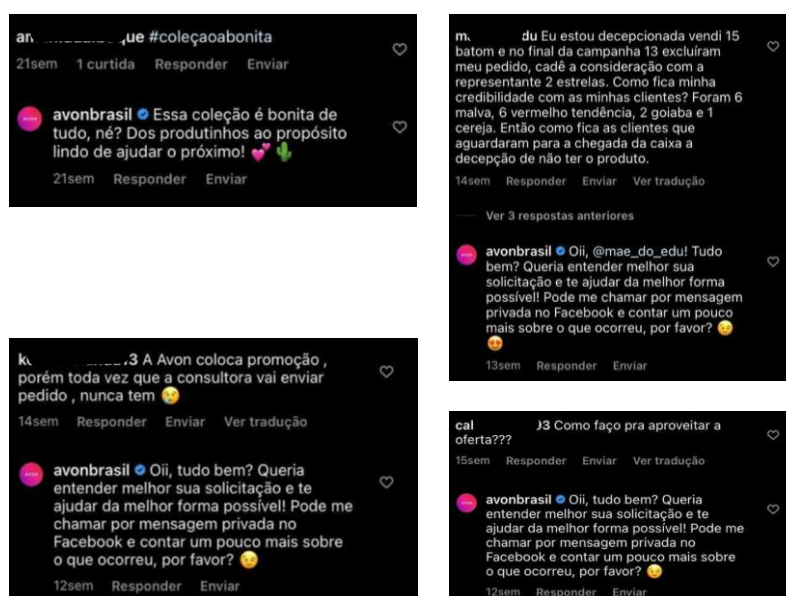 #coleçaoabonita
21sem 1 curtida Responder Enviar
avonbrasil Essa coleção é bonita de
tudo, né? Dos produtinhos ao propósito
lindo de ajudar o próximo! 💕🌵
21sem Responder Enviar
du Eu estou decepcionada vendi 15
batom e no final da campanha 13 excluíram
meu pedido, cadê a consideração com a
representante 2 estrelas. Como fica minha
credibilidade com as minhas clientes? Foram 6
malva, 6 vermelho tendência, 2 goiaba e 1
cereja. Então como fica as clientes que
aguardaram para a chegada da caixa a
decepção de não ter o produto.
14sem Responder Enviar Ver tradução
Ver 3 respostas anteriores
avonbrasil Oii, @mae_do_edu! Tudo
bem? Queria entender melhor sua
solicitação e te ajudar da melhor forma
possível! Pode me chamar por mensagem
privada no Facebook e contar um pouco
mais sobre o que ocorreu, por favor? 😉
😍
13sem Responder Enviar
A Avon coloca promoção ,
porém toda vez que a consultora vai enviar
pedido , nunca tem 😢
14sem Responder Enviar Ver tradução
avonbrasil Oii, tudo bem? Queria
entender melhor sua solicitação e te
ajudar da melhor forma possível! Pode me
chamar por mensagem privada no
Facebook e contar um pouco mais sobre
o que ocorreu, por favor? 😉
12sem Responder Enviar
cal )3 Como faço pra aproveitar a
oferta???
15sem Responder Enviar Ver tradução
avonbrasil Oii, tudo bem? Queria
entender melhor sua solicitação e te
ajudar da melhor forma possível! Pode me
chamar por mensagem privada no
Facebook e contar um pouco mais sobre
o que ocorreu, por favor? 😉
12sem Responder Enviar